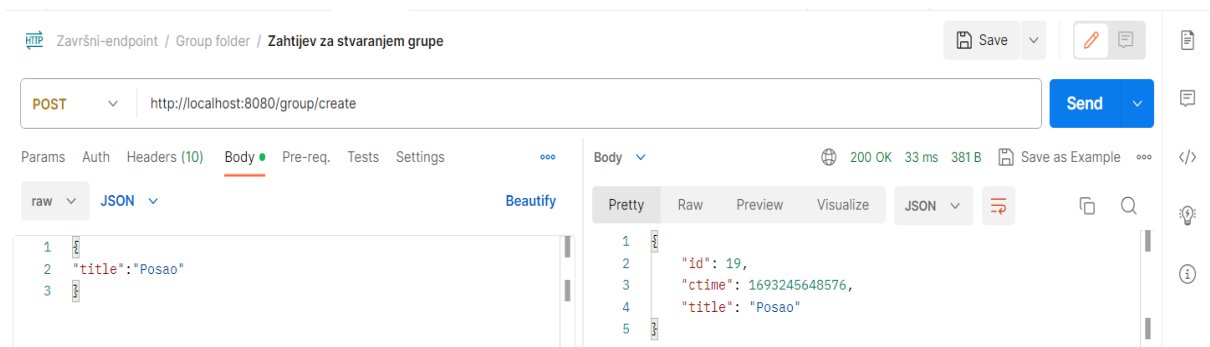 HTTP Završni-endpoint / Group folder / Zahtijev za stvaranjem grupe Save
POST http://localhost:8080/group/create Send
Params Auth Headers (10) Body Pre-req. Tests Settings
Body 200 OK 33 ms 381 B Save as Example
raw JSON Beautify
Pretty Raw Preview Visualize JSON
1 {
2 "title":"Posao"
3 }
1 {
2 "id": 19,
3 "ctime": 1693245648576,
4 "title": "Posao"
5 }